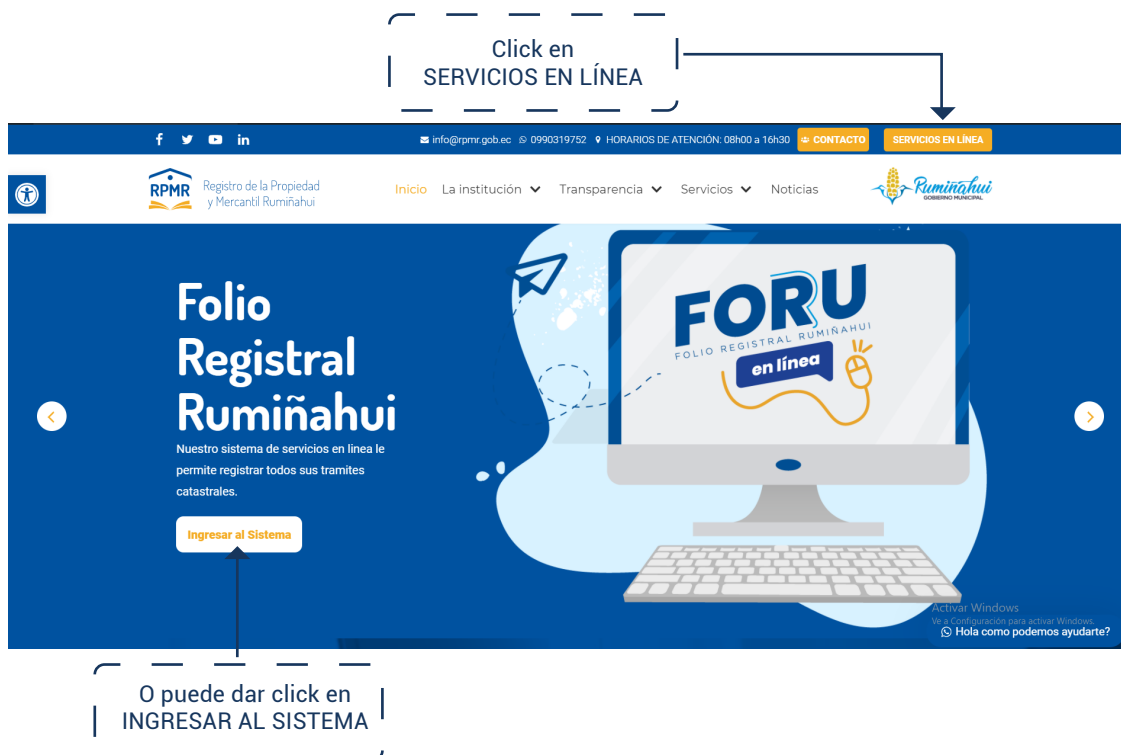 Click en
SERVICIOS EN LÍNEA
info@rpmr.gob.ec 0990319752 HORARIOS DE ATENCIÓN: 08h00 a 16h30 CONTACTO SERVICIOS EN LÍNEA
RPMR
Registro de la Propiedad
y Mercantil Rumiñahui
Inicio La institución Transparencia Servicios Noticias
Rumiñahui
GOBIERNO MUNICIPAL
Folio
Registral
Rumiñahui
Nuestro sistema de servicios en linea le
permite registrar todos sus tramites
catastrales.
Ingresar al Sistema
FORU
FOLIO REGISTRAL RUMIÑAHUI
en línea
Activar Windows
Ve a Configuración para activar Windows.
Hola como podemos ayudarte?
O puede dar click en
INGRESAR AL SISTEMA